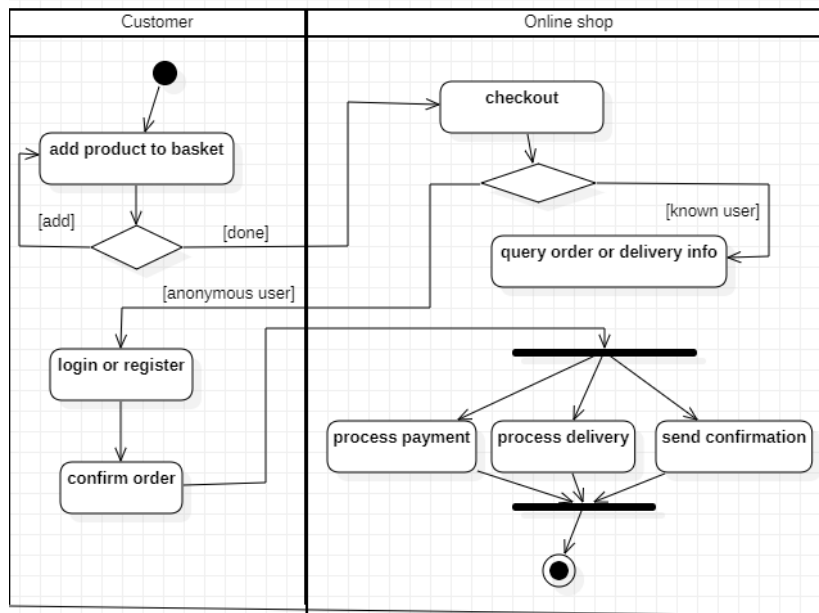 Customer
Online shop
checkout
add product to basket
[add]
[done]
[known user]
query order or delivery info
[anonymous user]
login or register
process payment
process delivery
send confirmation
confirm order